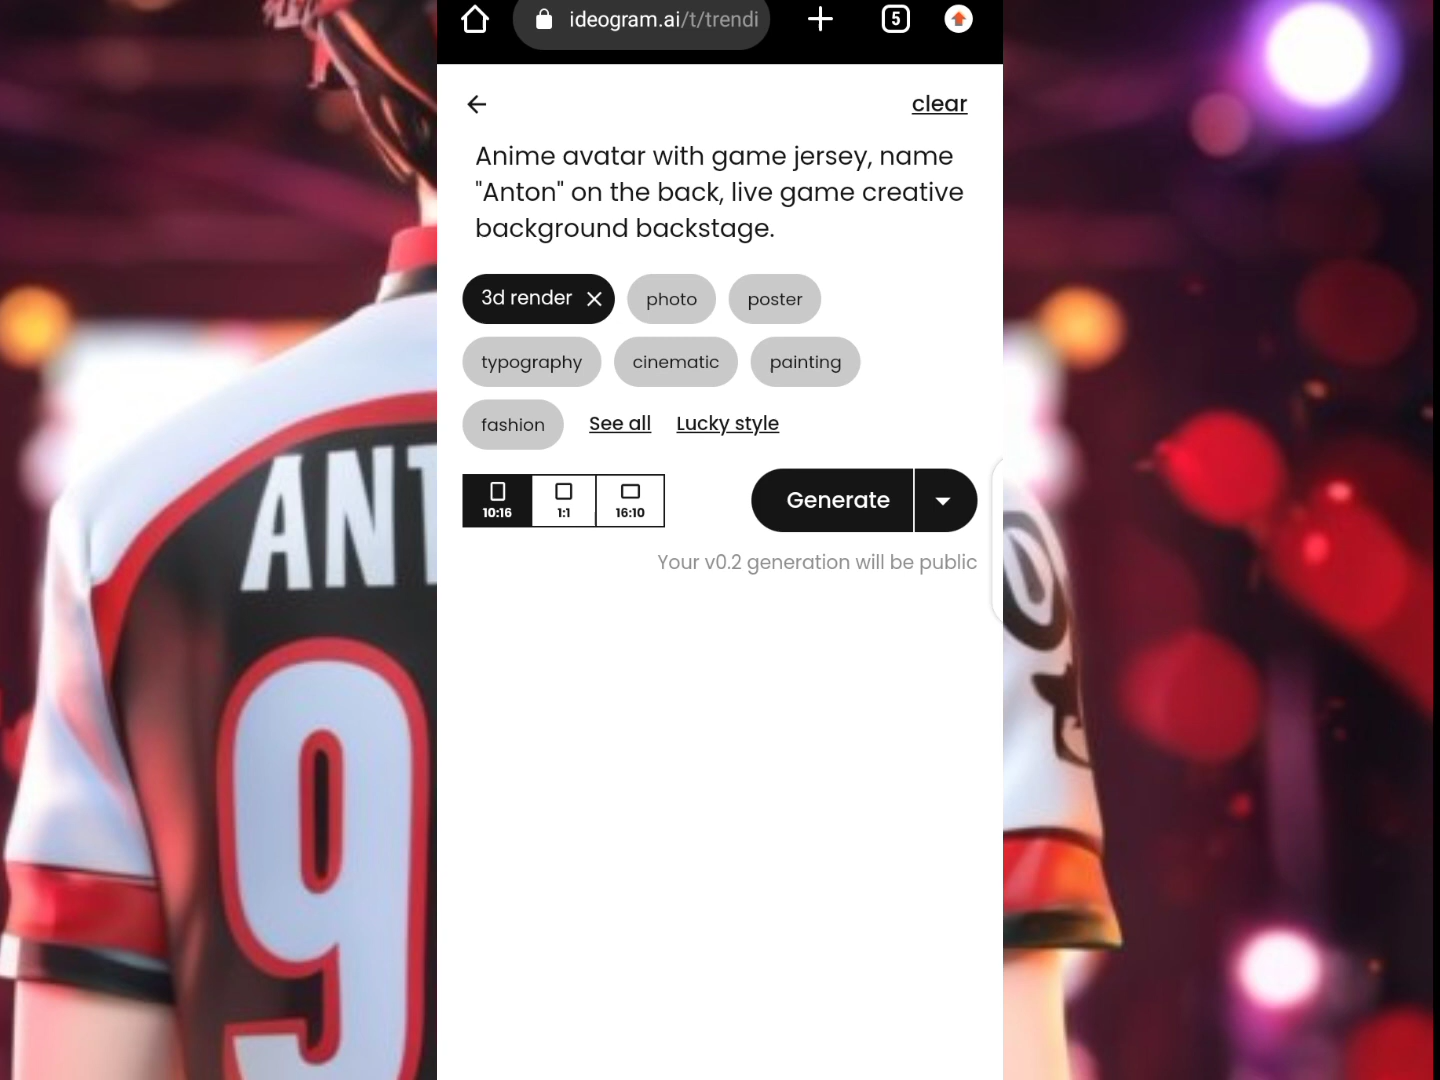 ideogram.ai/t/trendi
5
clear
Anime avatar with game jersey, name
"Anton" on the back, live game creative
background backstage.
3d render
photo
poster
typography
cinematic
painting
fashion
See all
Lucky style
10:16
1:1
16:10
Generate
Your v0.2 generation will be public
ANT
9